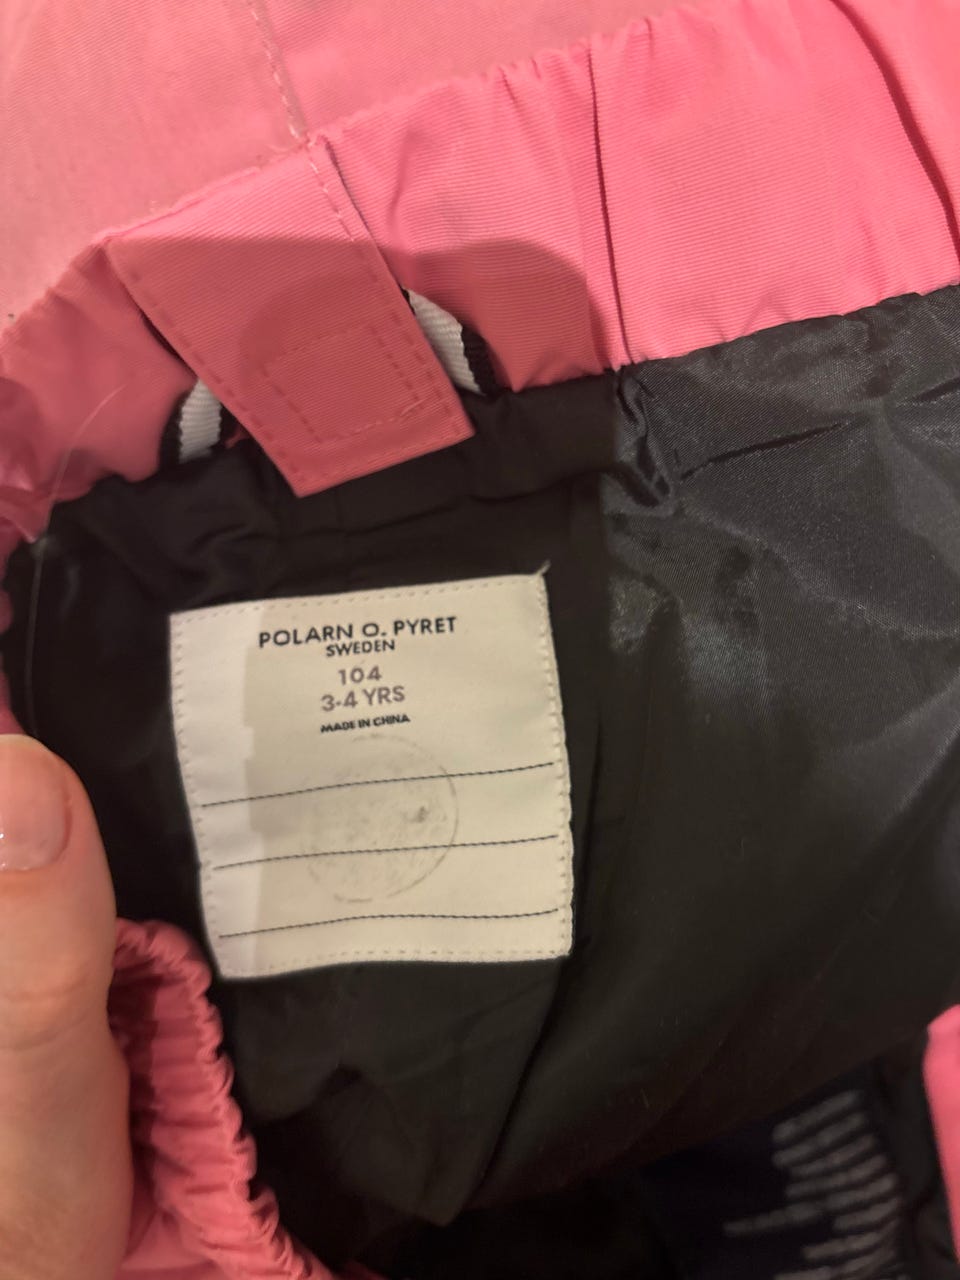 POLARN O. PYRET
SWEDEN
104
3-4 YRS
MADE IN CHINA